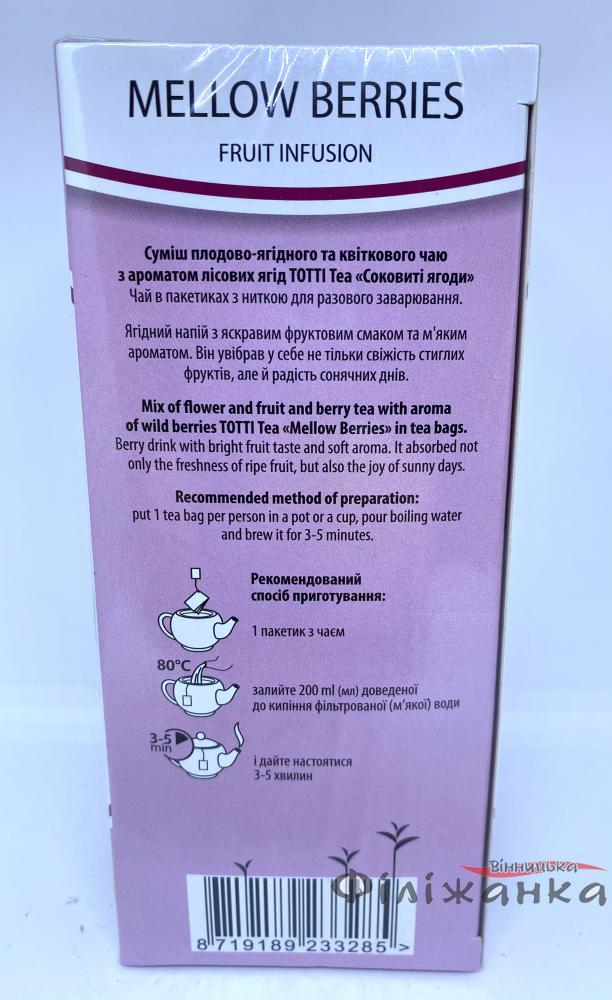 MELLOW BERRIES
FRUIT INFUSION
Суміш плодово-ягідного та квіткового чаю
з ароматом лісових ягід TOTTI Tea «Соковиті ягоди»
Чай в пакетиках з ниткою для разового заварювання.
Ягідний напій з яскравим фруктовим смаком та м'яким
ароматом. Він увібрав у себе не тільки свіжість стиглих
фруктів, але й радість сонячних днів.
Mix of flower and fruit and berry tea with aroma
of wild berries TOTTI Tea «Mellow Berries» in tea bags.
Berry drink with bright fruit taste and soft aroma. It absorbed not
only the freshness of ripe fruit, but also the joy of sunny days.
Recommended method of preparation:
put 1 tea bag per person in a pot or a cup, pour boiling water
and brew it for 3-5 minutes.
Рекомендований
спосіб приготування:
1 пакетик з чаєм
80°C
залийте 200 ml (мл) доведеної
до кипіння фільтрованої (м'якої) води
3-5
min
і дайте настоятися
3-5 хвилин
Вінницька
Філіжанка
8 719189 233285 >